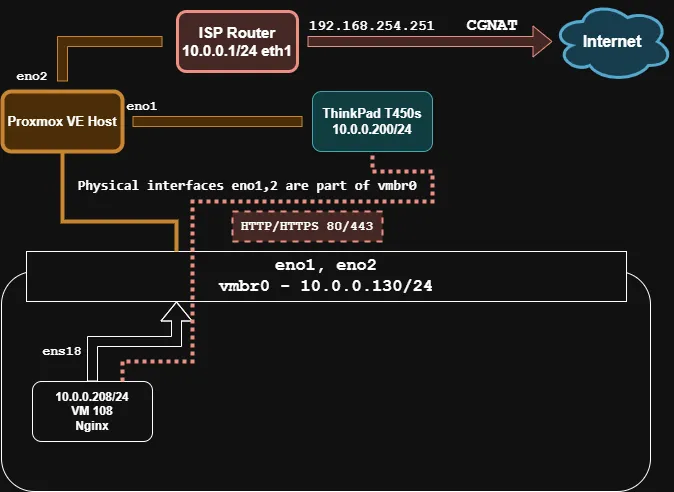 ISP Router
10.0.0.1/24 eth1
192.168.254.251
CGNAT
Internet
eno2
Proxmox VE Host
eno1
ThinkPad T450s
10.0.0.200/24
Physical interfaces eno1,2 are part of vmbr0
HTTP/HTTPS 80/443
eno1, eno2
vmbr0 - 10.0.0.130/24
ens18
10.0.0.208/24
VM 108
Nginx